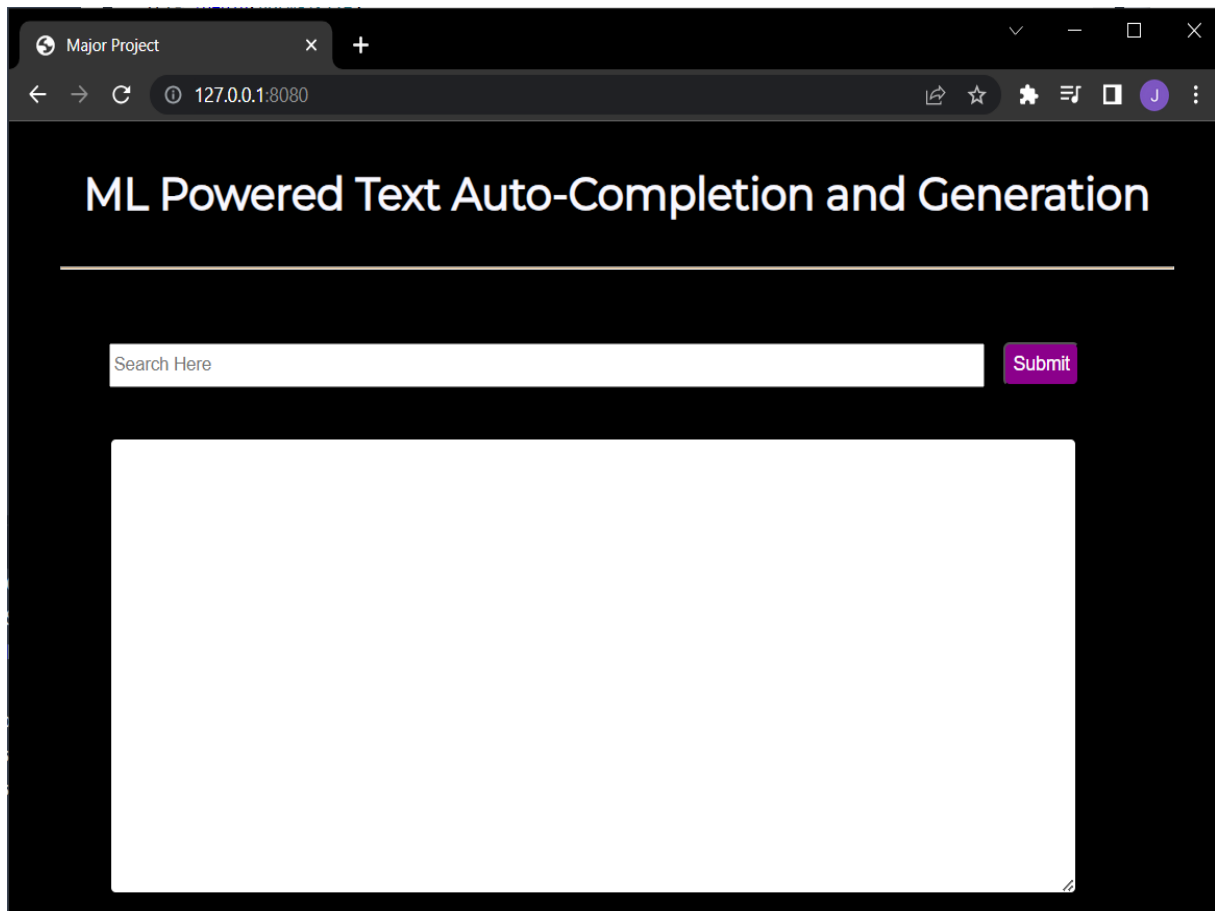 Major Project
127.0.0.1:8080
J
ML Powered Text Auto-Completion and Generation
Search Here
Submit